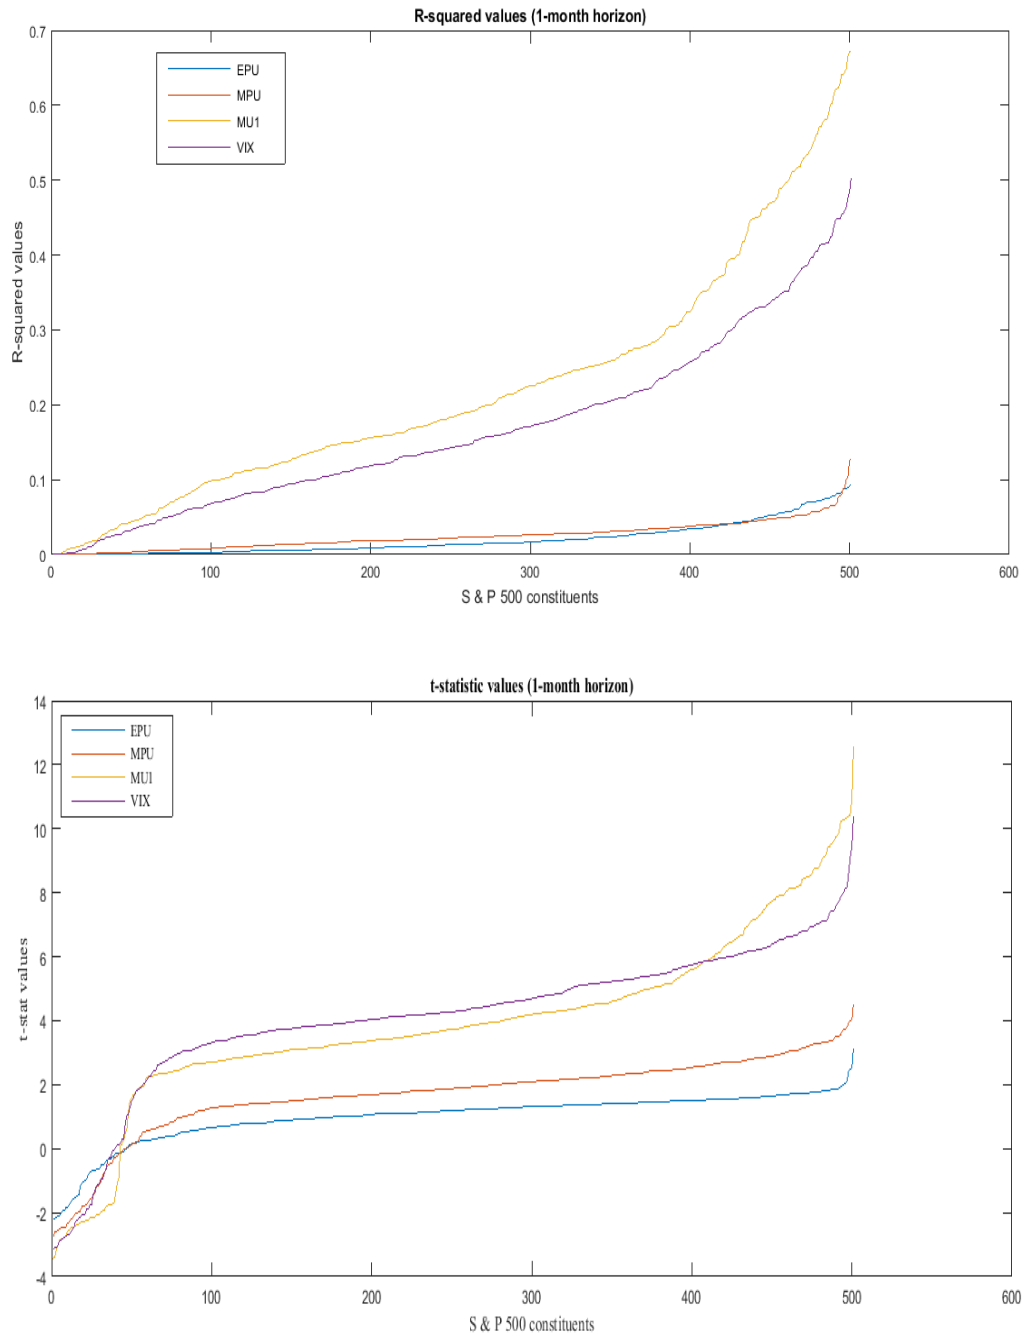 R-squared values (1-month horizon)
0.7
0.6
0.5
0.4
0.3
0.2
0.1
0
R-squared values
EPU
MPU
MU1
VIX
0 100 200 300 400 500 600
S & P 500 constituents
t-statistic values (1-month horizon)
14
12
10
8
6
4
2
0
-2
-4
t-stat values
EPU
MPU
MU1
VIX
0 100 200 300 400 500 600
S & P 500 constituents